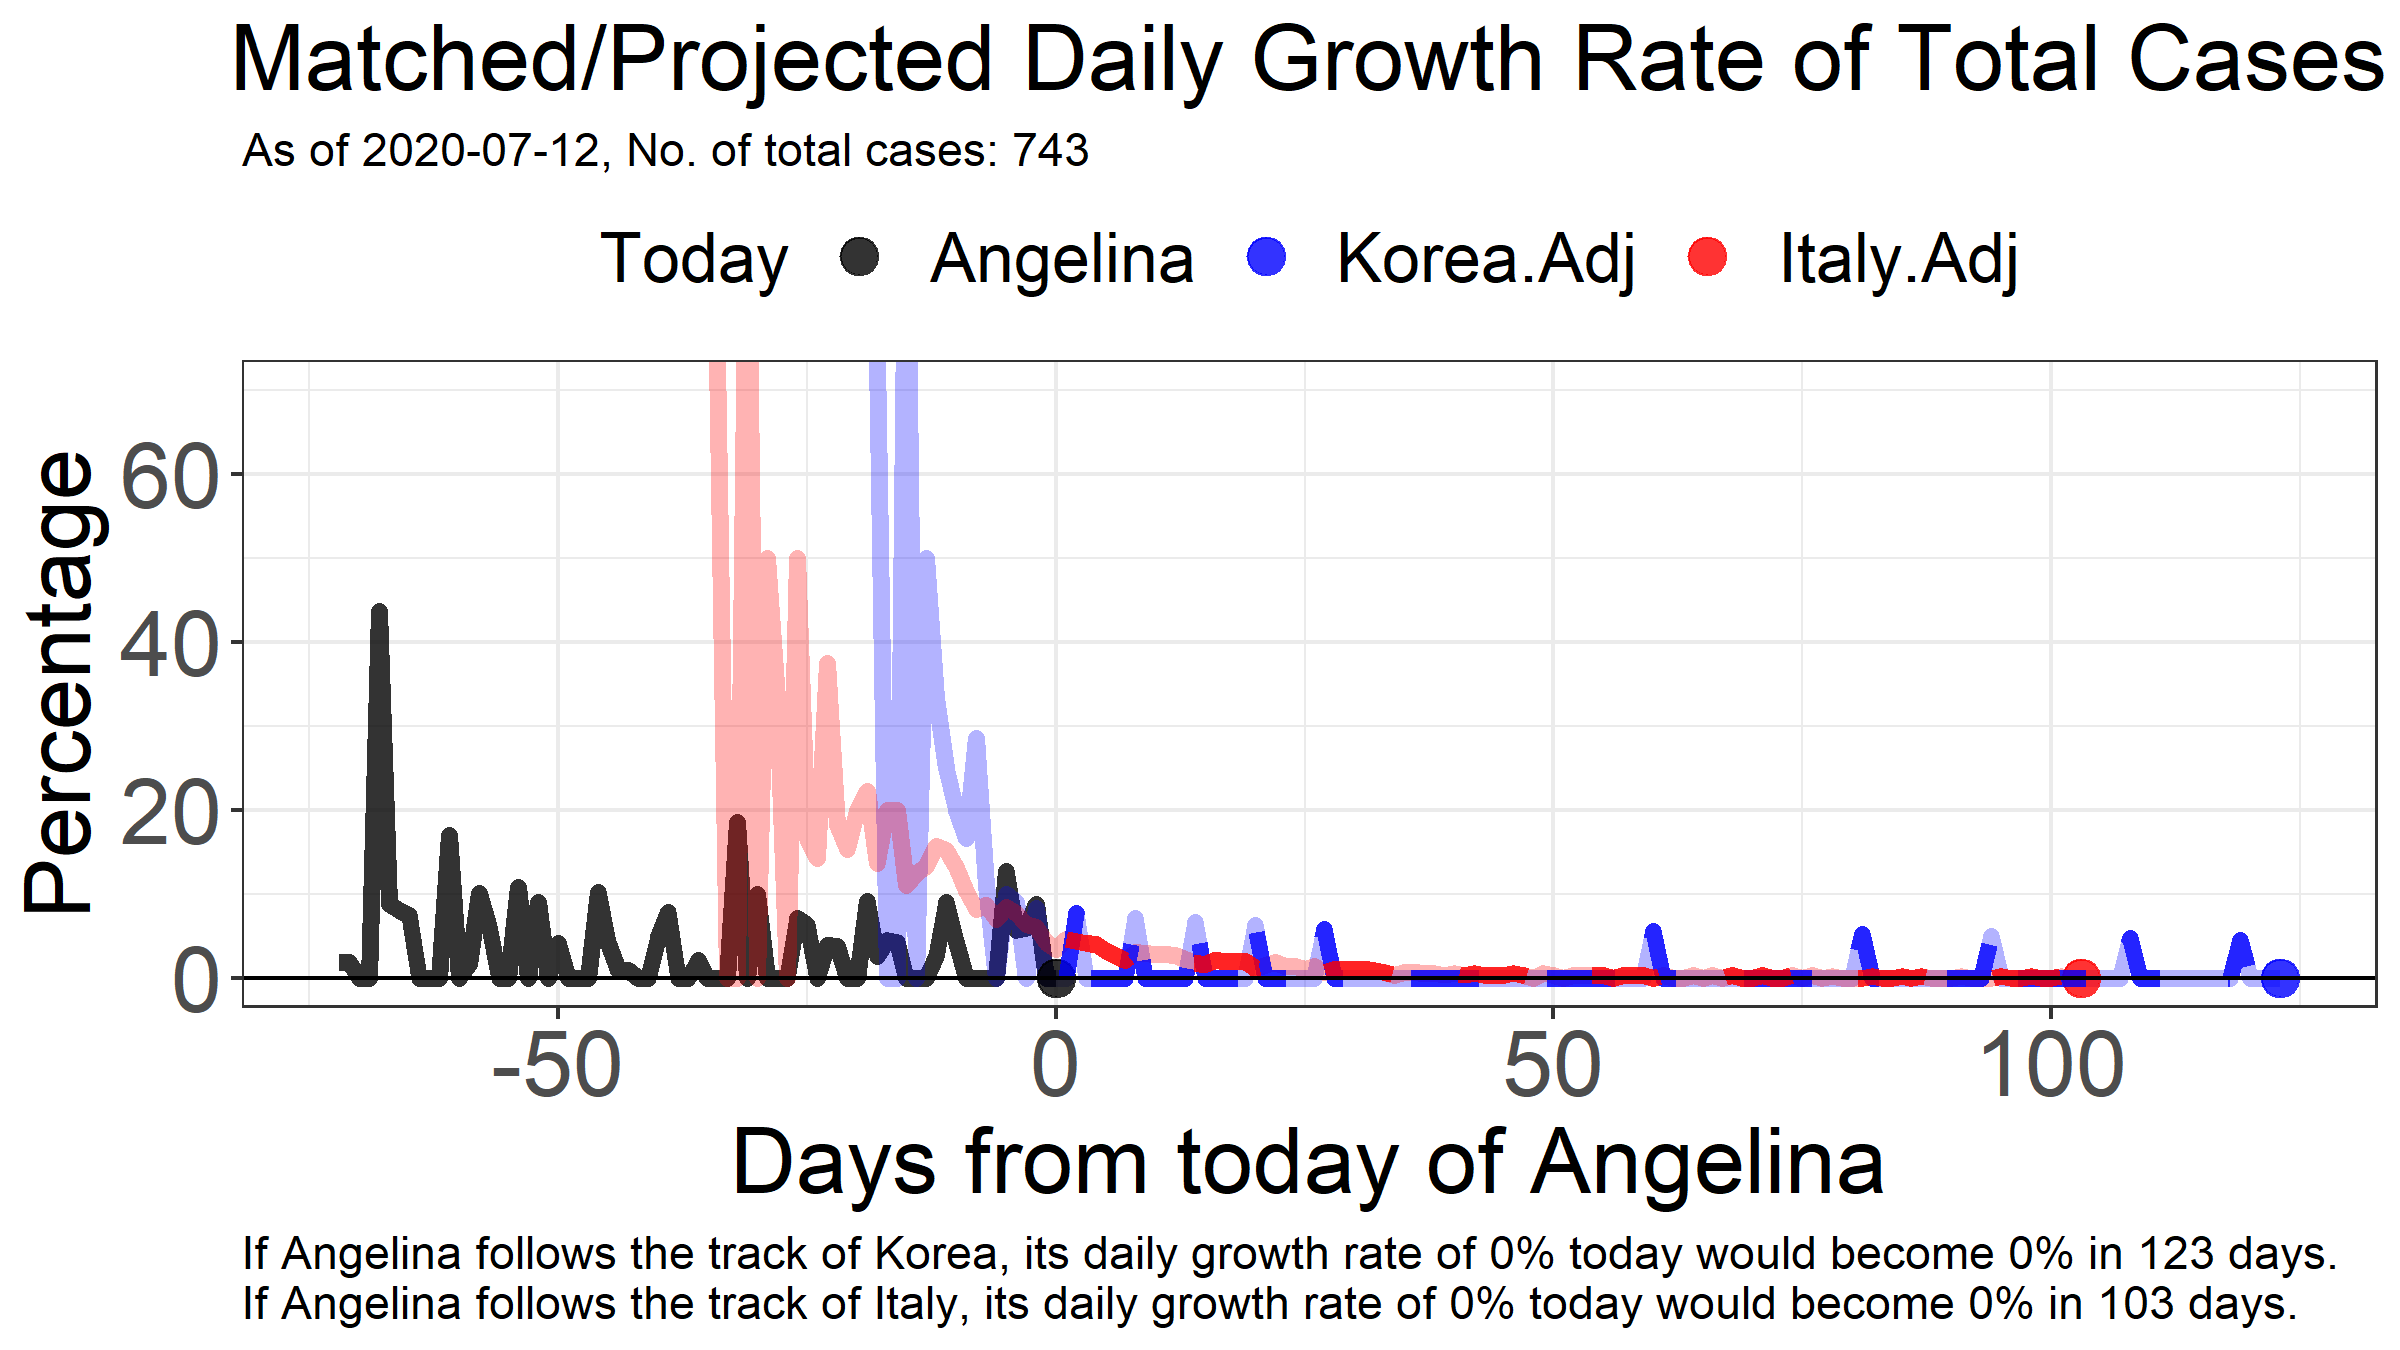 Matched/Projected Daily Growth Rate of Total Cases
As of 2020-07-12, No. of total cases: 743
Today Angelina Korea.Adj Italy.Adj
Percentage
60
40
20
0
-50 0 50 100
Days from today of Angelina
If Angelina follows the track of Korea, its daily growth rate of 0% today would become 0% in 123 days.
If Angelina follows the track of Italy, its daily growth rate of 0% today would become 0% in 103 days.